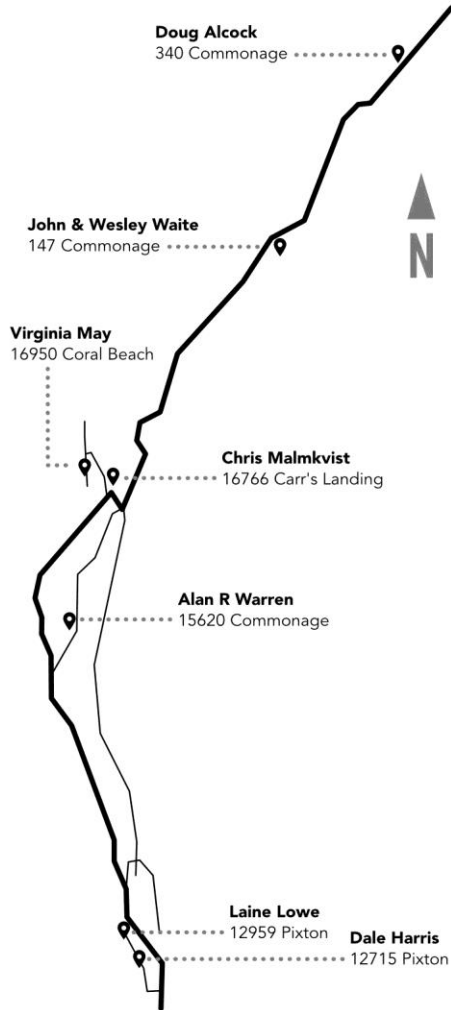 Doug Alcock
340 Commonage
N
John & Wesley Waite
147 Commonage
Virginia May
16950 Coral Beach
Chris Malmkvist
16766 Carr's Landing
Alan R Warren
15620 Commonage
Laine Lowe
12959 Pixton
Dale Harris
12715 Pixton